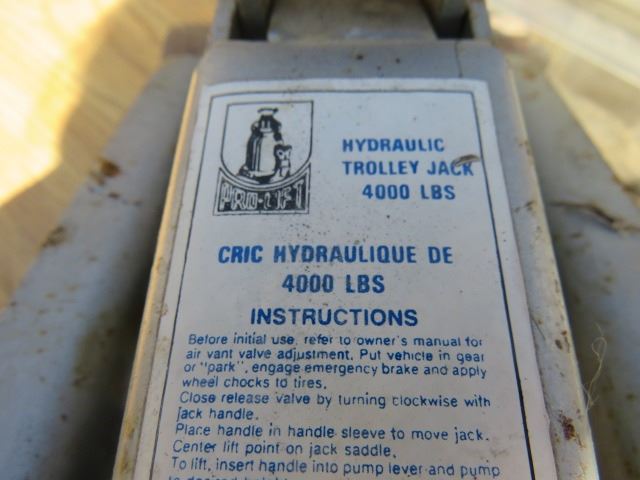 PRO-LIFT
HYDRAULIC
TROLLEY JACK
4000 LBS
CRIC HYDRAULIQUE DE
4000 LBS
INSTRUCTIONS
Before initial use, refer to owner's manual for
air vant valve adjustment. Put vehicle in gear
or "park", engage emergency brake and apply
wheel chocks to tires.
Close release valve by turning clockwise with
jack handle.
Place handle in handle sleeve to move jack.
Center lift point on jack saddle.
To lift, insert handle into pump lever and pump